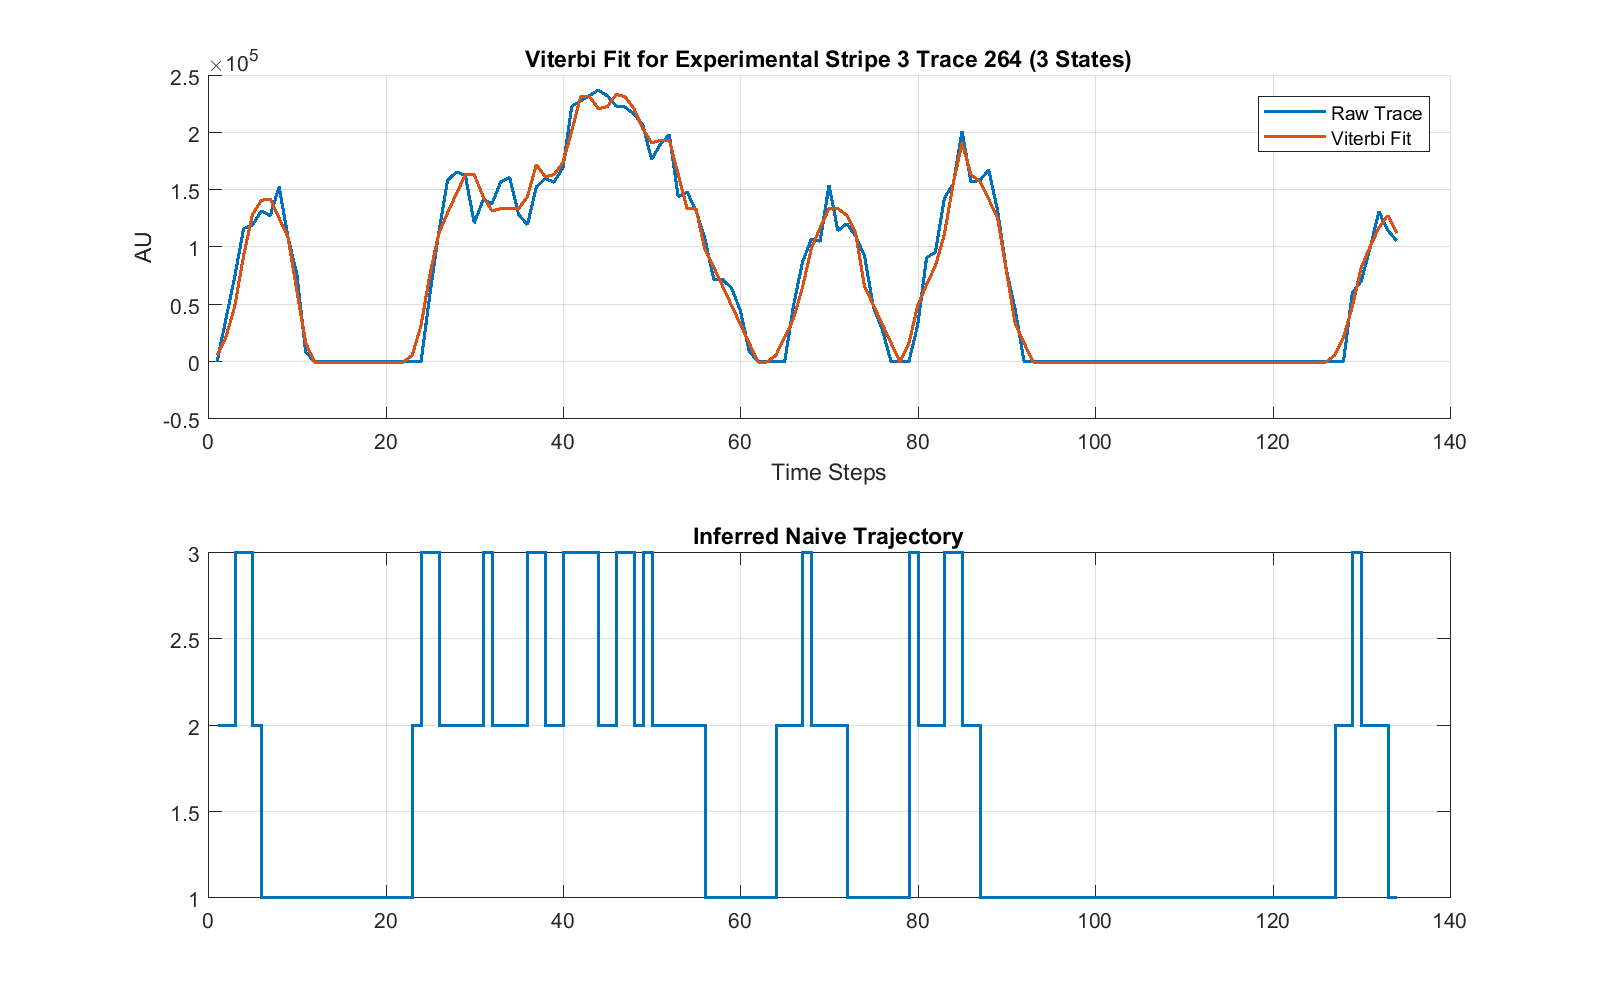 Viterbi Fit for Experimental Stripe 3 Trace 264 (3 States)
×10^5
2.5
2
1.5
1
0.5
0
-0.5
AU
Raw Trace
Viterbi Fit
0 20 40 60 80 100 120 140
Time Steps
Inferred Naive Trajectory
3
2.5
2
1.5
1
0 20 40 60 80 100 120 140